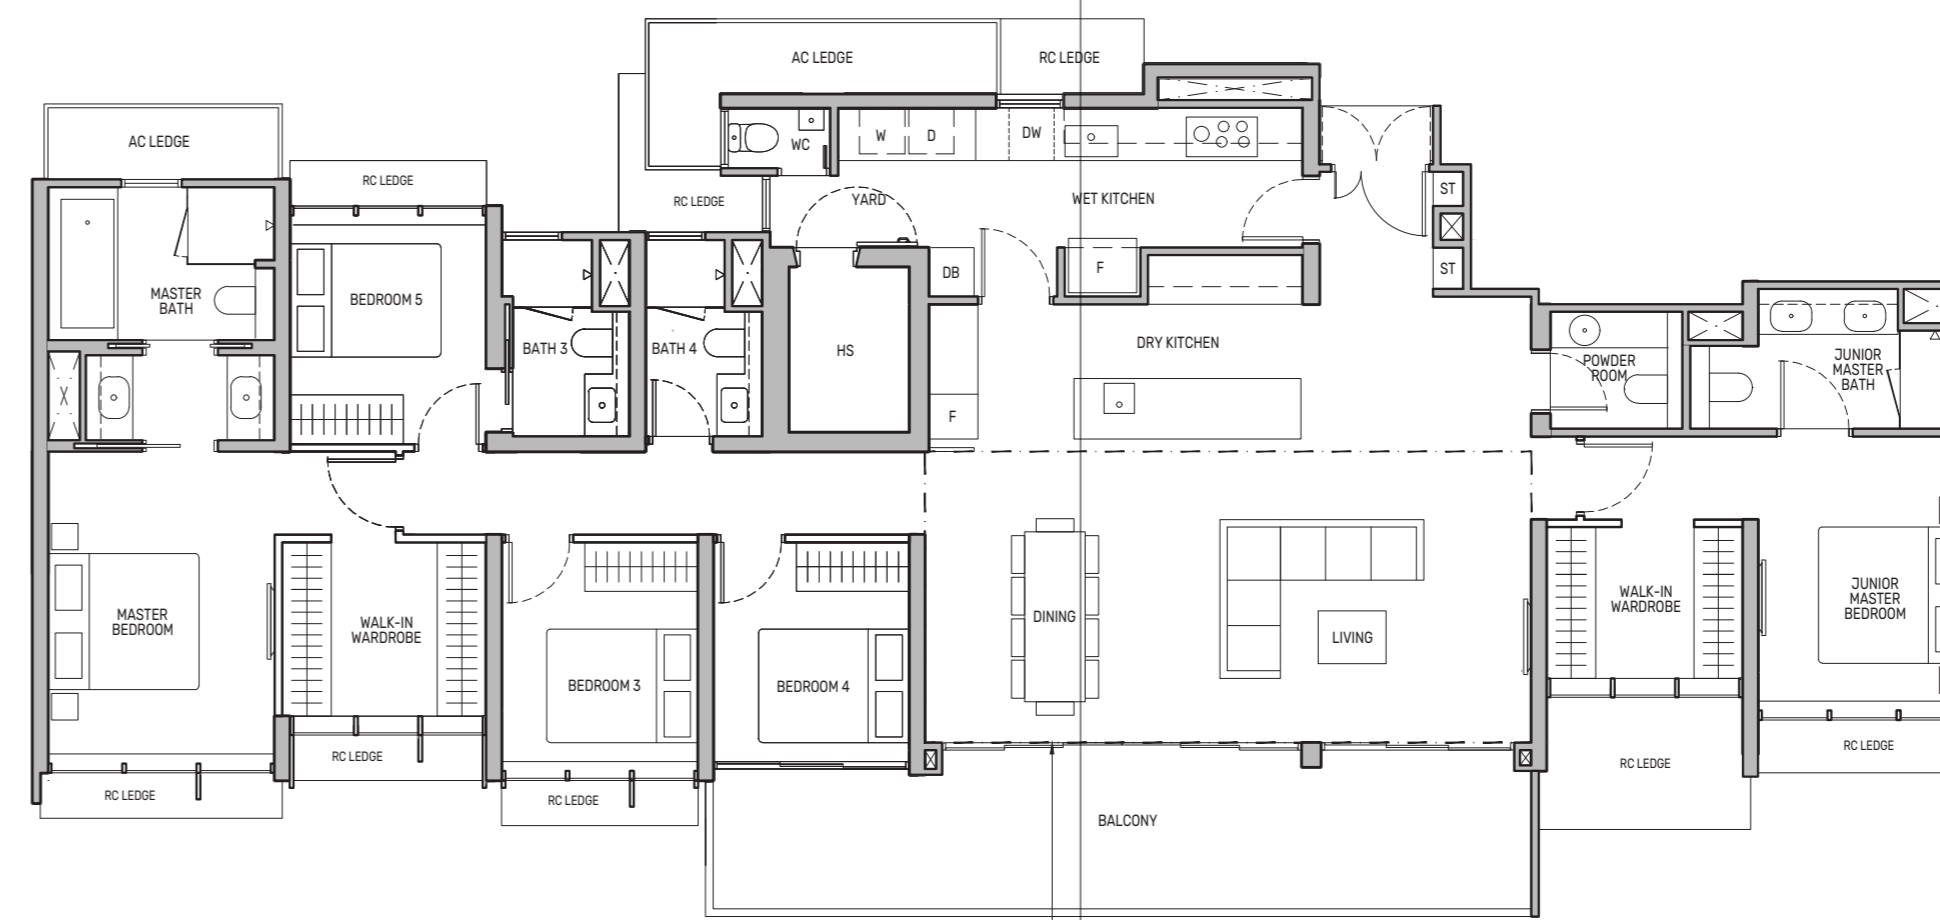 AC LEDGE
RC LEDGE
AC LEDGE
W
D
DW
WC
RC LEDGE
RC LEDGE
YARD
WET KITCHEN
ST
ST
MASTER
BATH
BEDROOM 5
DB
F
BATH 3
BATH 4
HS
DRY KITCHEN
POWDER
ROOM
JUNIOR
MASTER
BATH
F
MASTER
BEDROOM
WALK-IN
WARDROBE
BEDROOM 3
BEDROOM 4
DINING
LIVING
WALK-IN
WARDROBE
JUNIOR
MASTER
BEDROOM
RC LEDGE
RC LEDGE
RC LEDGE
RC LEDGE
RC LEDGE
BALCONY